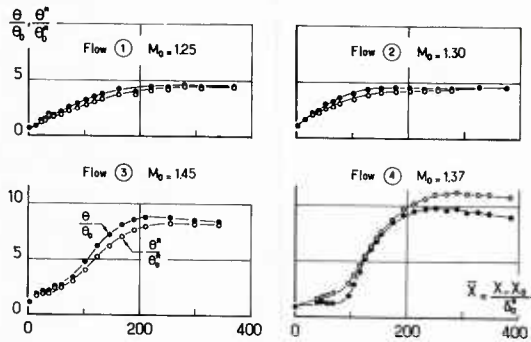 θ/θ₀, θ*/θ₀*
Flow ① M₀ = 1.25
Flow ② M₀ = 1.30
5
0
Flow ③ M₀ = 1.45
Flow ④ M₀ = 1.37
10
5
0
θ/θ₀
θ*/θ₀*
X̄ = X - X₀/δ₀*
0 200 400
0 200 400